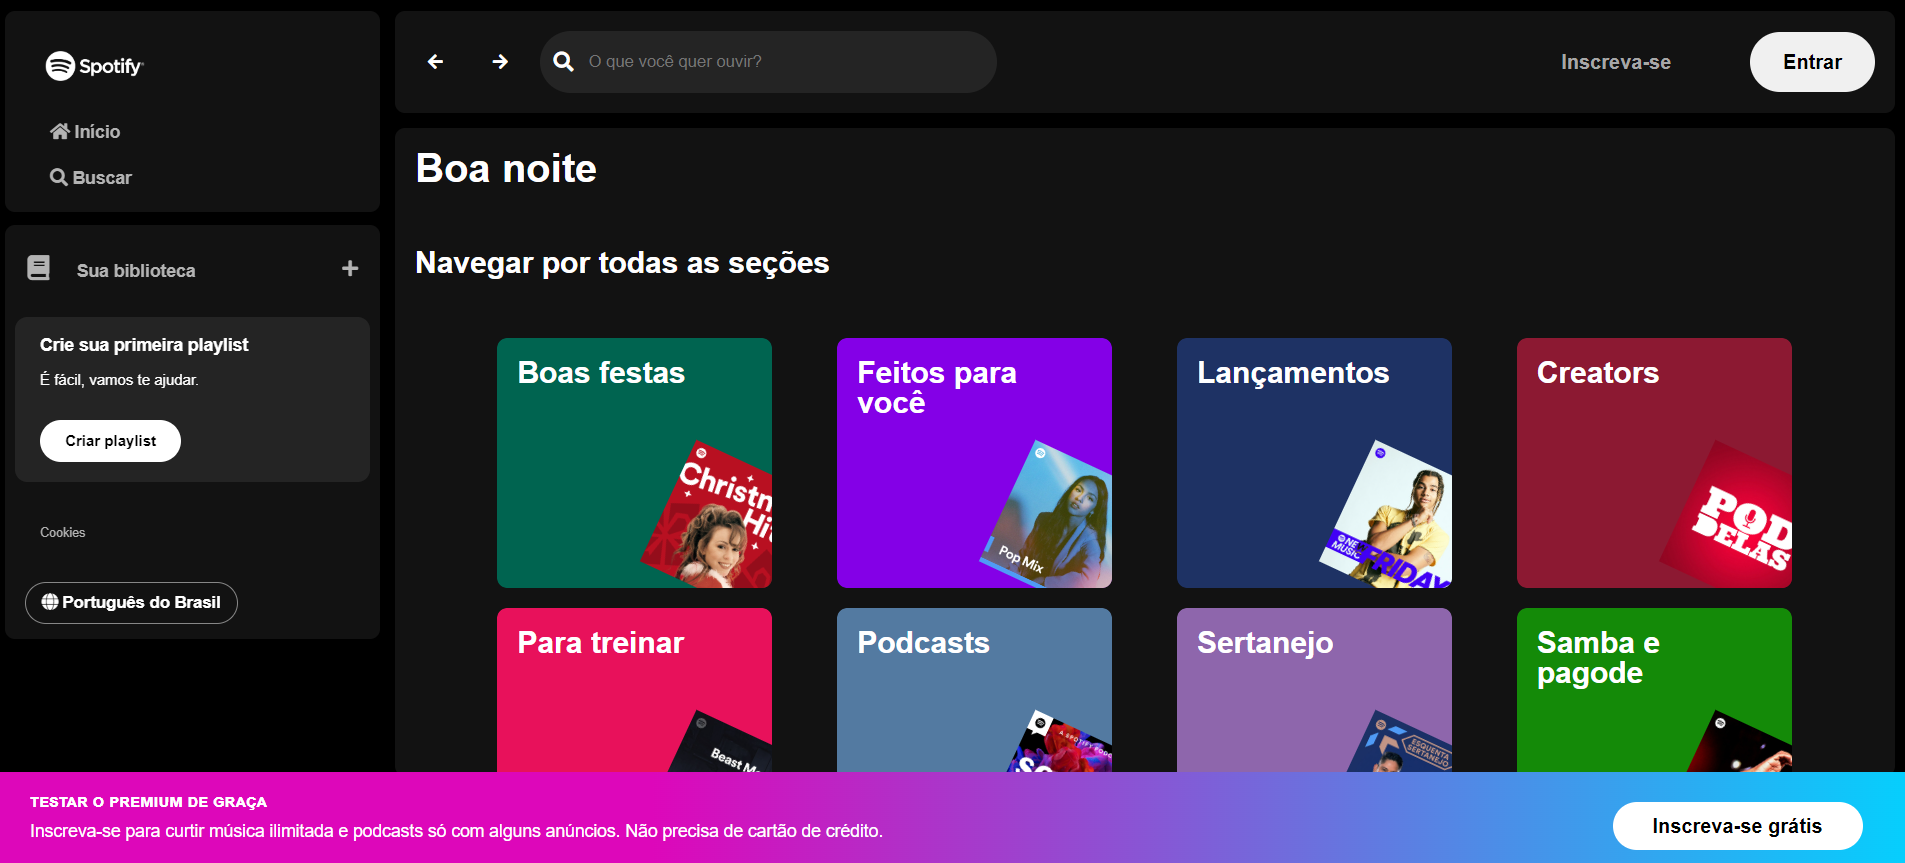 Spotify
Início
Buscar
Sua biblioteca
Crie sua primeira playlist
É fácil, vamos te ajudar.
Criar playlist
Cookies
Português do Brasil
O que você quer ouvir?
Inscreva-se
Entrar
Boa noite
Navegar por todas as seções
Boas festas
Feitos para
você
Lançamentos
Creators
Pop Mix
FRIDAY
MUSIC
POD
DELAS
Para treinar
Podcasts
Sertanejo
Samba e
pagode
Beast
A SPOTIFY
ESQUENTA
SERTANEJO
TESTAR O PREMIUM DE GRAÇA
Inscreva-se para curtir música ilimitada e podcasts só com alguns anúncios. Não precisa de cartão de crédito.
Inscreva-se grátis